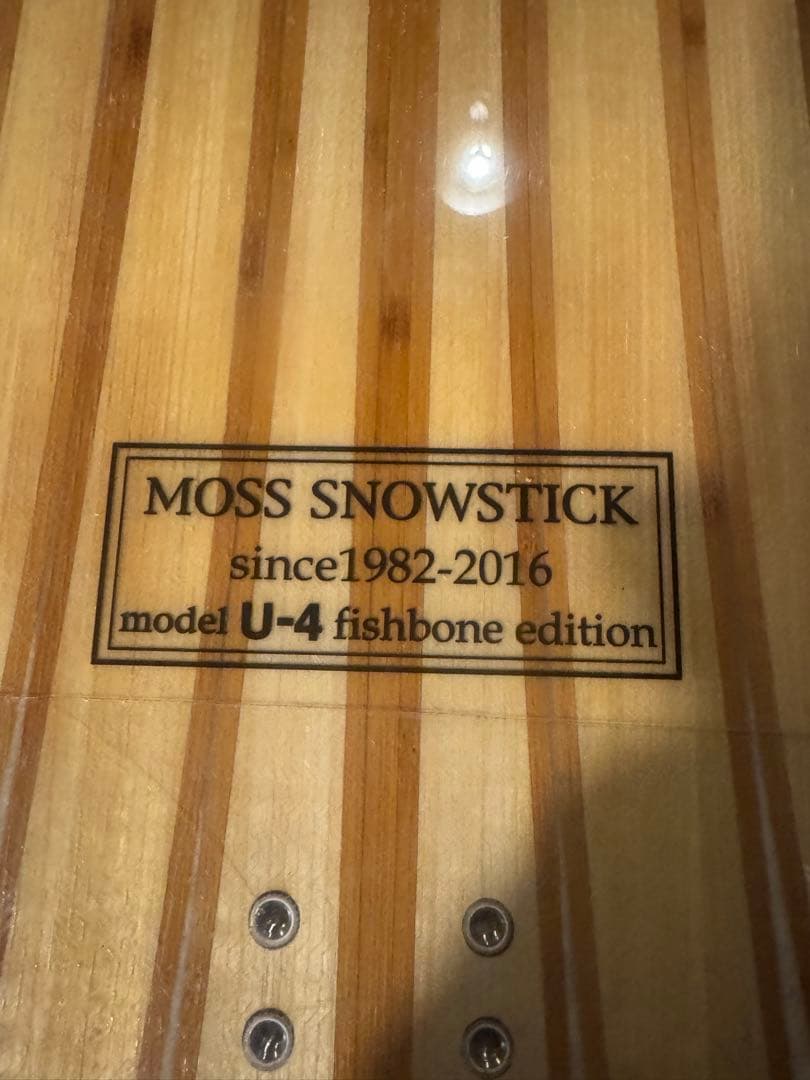 MOSS SNOWSTICK
since1982-2016
model U-4 fishbone edition